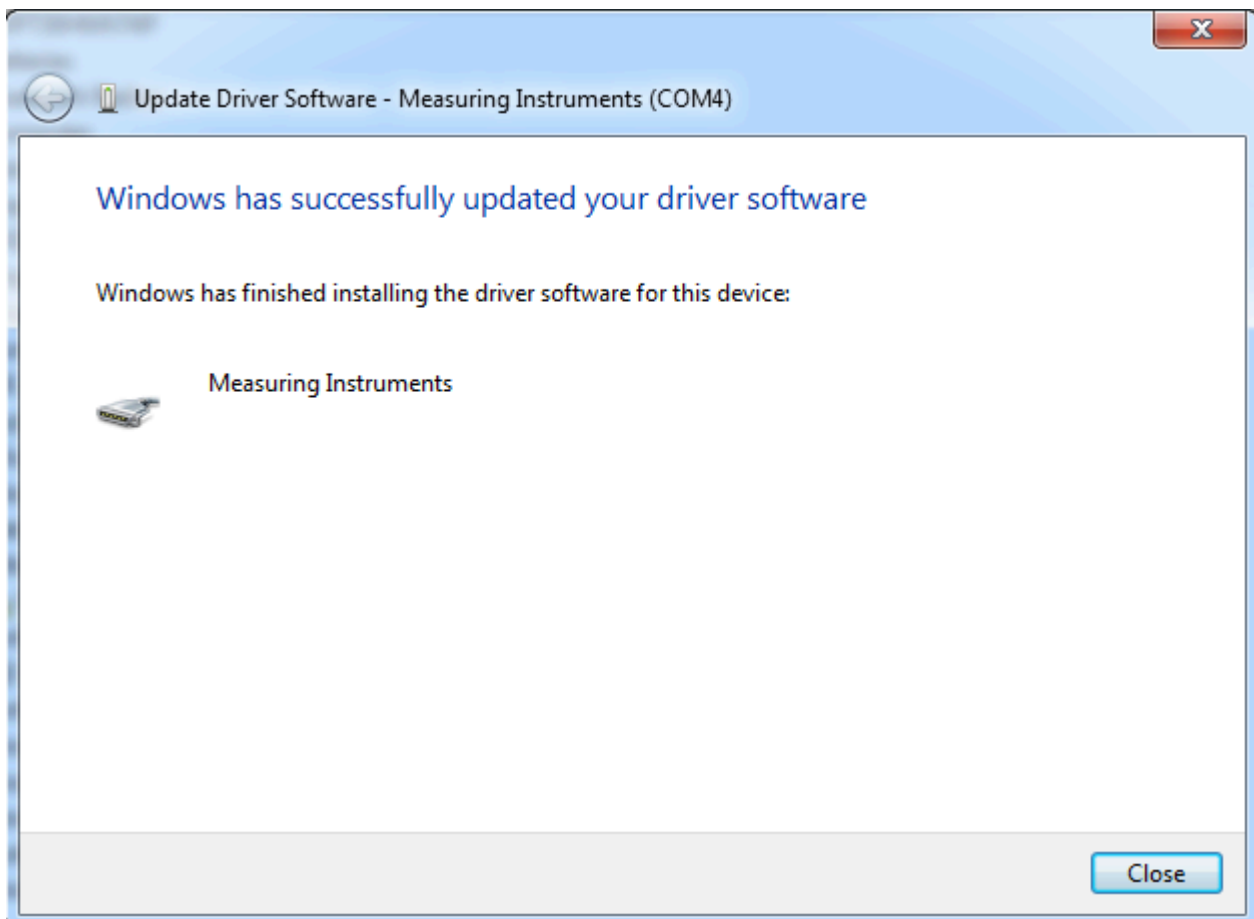 Update Driver Software - Measuring Instruments (COM4)
Windows has successfully updated your driver software
Windows has finished installing the driver software for this device:
Measuring Instruments
Close